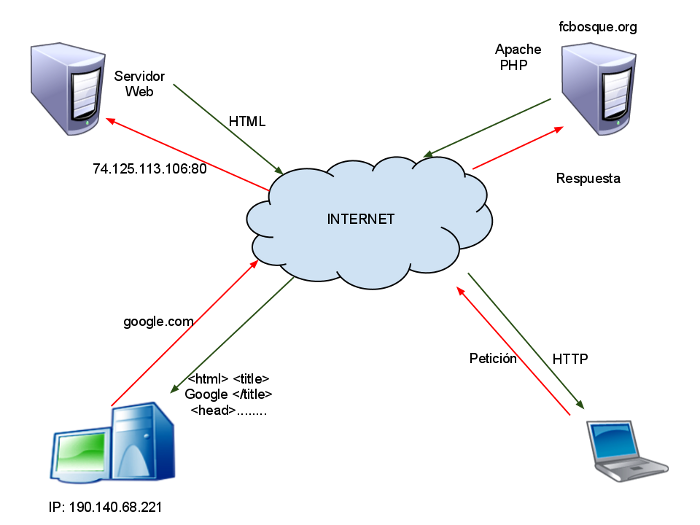 fcbosque.org
Apache
PHP
Servidor
Web
HTML
74.125.113.106:80
Respuesta
INTERNET
google.com
Petición
HTTP
<html> <title>
Google </title>
<head>........
IP: 190.140.68.221